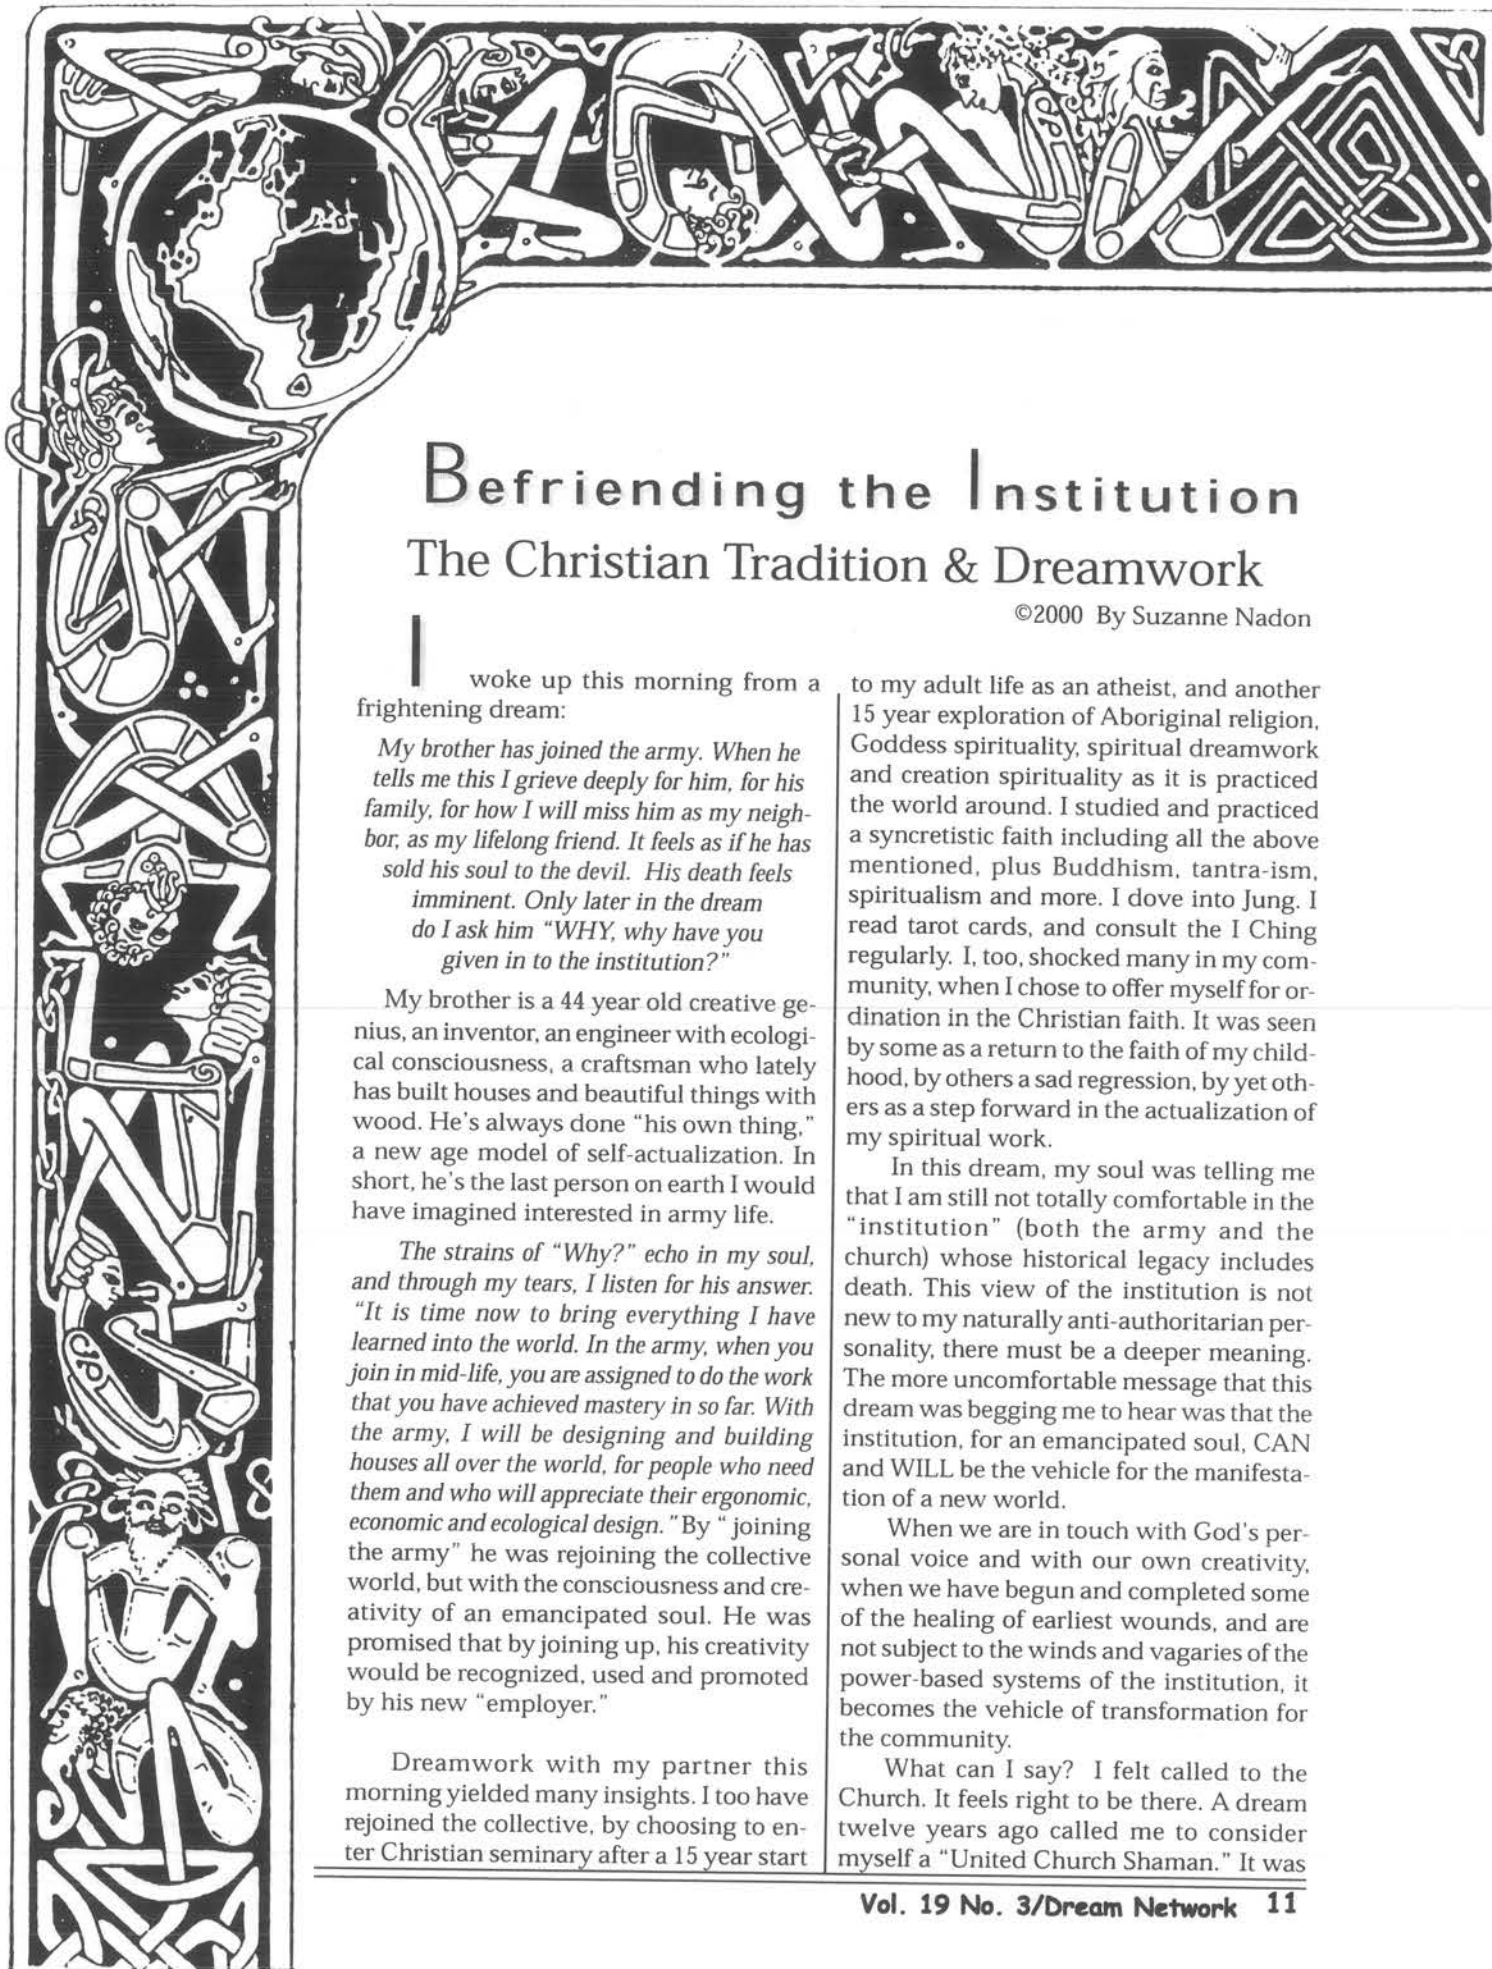 Befriending the Institution
The Christian Tradition & Dreamwork
©2000 By Suzanne Nadon
I woke up this morning from a
frightening dream:
My brother has joined the army. When he
tells me this I grieve deeply for him, for his
family, for how I will miss him as my neigh-
bor, as my lifelong friend. It feels as if he has
sold his soul to the devil. His death feels
imminent. Only later in the dream
do I ask him “WHY, why have you
given in to the institution?”
My brother is a 44 year old creative ge-
nius, an inventor, an engineer with ecologi-
cal consciousness, a craftsman who lately
has built houses and beautiful things with
wood. He's always done “his own thing,”
a new age model of self-actualization. In
short, he's the last person on earth I would
have imagined interested in army life.
The strains of “Why?” echo in my soul,
and through my tears, I listen for his answer.
“It is time now to bring everything I have
learned into the world. In the army, when you
join in mid-life, you are assigned to do the work
that you have achieved mastery in so far. With
the army, I will be designing and building
houses all over the world, for people who need
them and who will appreciate their ergonomic,
economic and ecological design.” By “ joining
the army” he was rejoining the collective
world, but with the consciousness and cre-
ativity of an emancipated soul. He was
promised that by joining up, his creativity
would be recognized, used and promoted
by his new “employer.”
Dreamwork with my partner this
morning yielded many insights. I too have
rejoined the collective, by choosing to en-
ter Christian seminary after a 15 year start
to my adult life as an atheist, and another
15 year exploration of Aboriginal religion,
Goddess spirituality, spiritual dreamwork
and creation spirituality as it is practiced
the world around. I studied and practiced
a syncretistic faith including all the above
mentioned, plus Buddhism, tantra-ism,
spiritualism and more. I dove into Jung. I
read tarot cards, and consult the I Ching
regularly. I, too, shocked many in my com-
munity, when I chose to offer myself for or-
dination in the Christian faith. It was seen
by some as a return to the faith of my child-
hood, by others a sad regression, by yet oth-
ers as a step forward in the actualization of
my spiritual work.
In this dream, my soul was telling me
that I am still not totally comfortable in the
“institution” (both the army and the
church) whose historical legacy includes
death. This view of the institution is not
new to my naturally anti-authoritarian per-
sonality, there must be a deeper meaning.
The more uncomfortable message that this
dream was begging me to hear was that the
institution, for an emancipated soul, CAN
and WILL be the vehicle for the manifesta-
tion of a new world.
When we are in touch with God's per-
sonal voice and with our own creativity,
when we have begun and completed some
of the healing of earliest wounds, and are
not subject to the winds and vagaries of the
power-based systems of the institution, it
becomes the vehicle of transformation for
the community.
What can I say? I felt called to the
Church. It feels right to be there. A dream
twelve years ago called me to consider
myself a “United Church Shaman.” It was
Vol. 19 No. 3/Dream Network 11